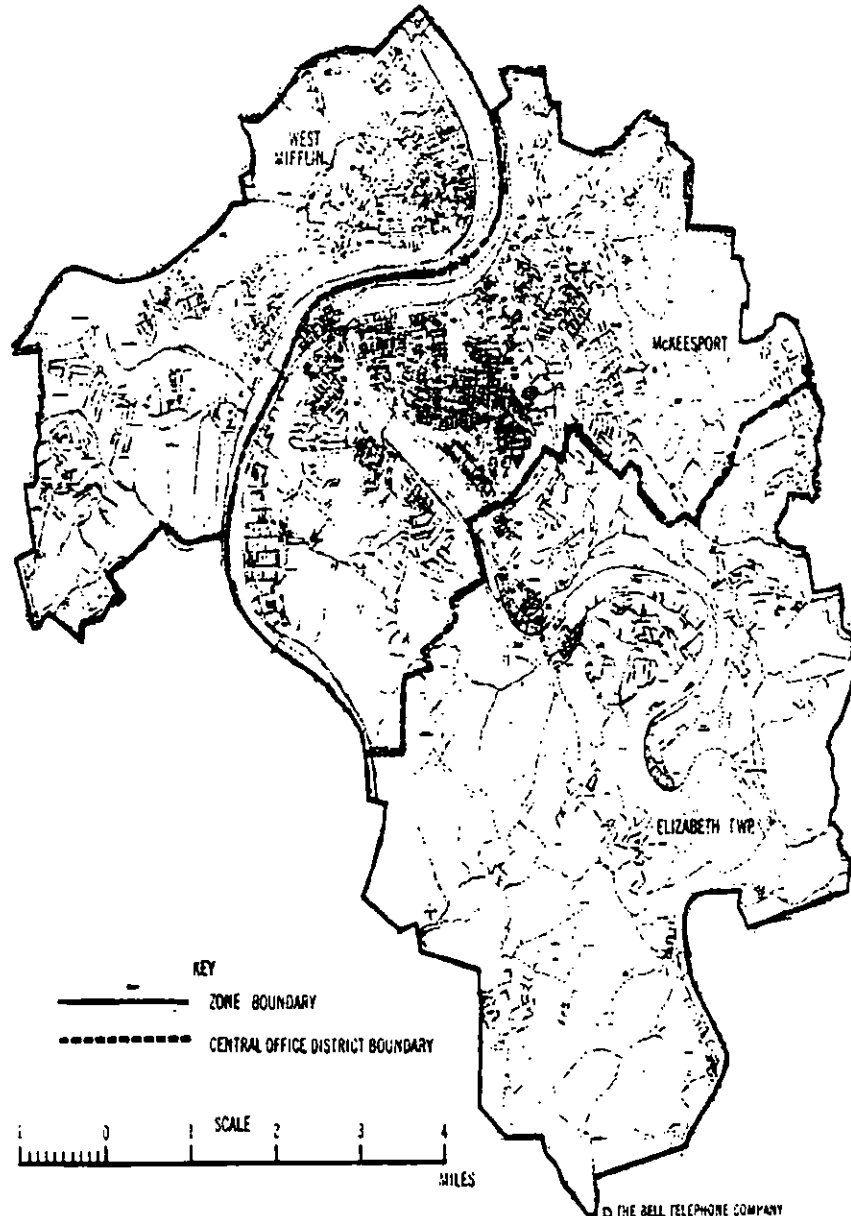 WEST
MIFFLIN
McKEESPORT
ELIZABETH TWP.
KEY
ZONE BOUNDARY
CENTRAL OFFICE DISTRICT BOUNDARY
SCALE
1 0 1 2 3 4
MILES
© THE BELL TELEPHONE COMPANY